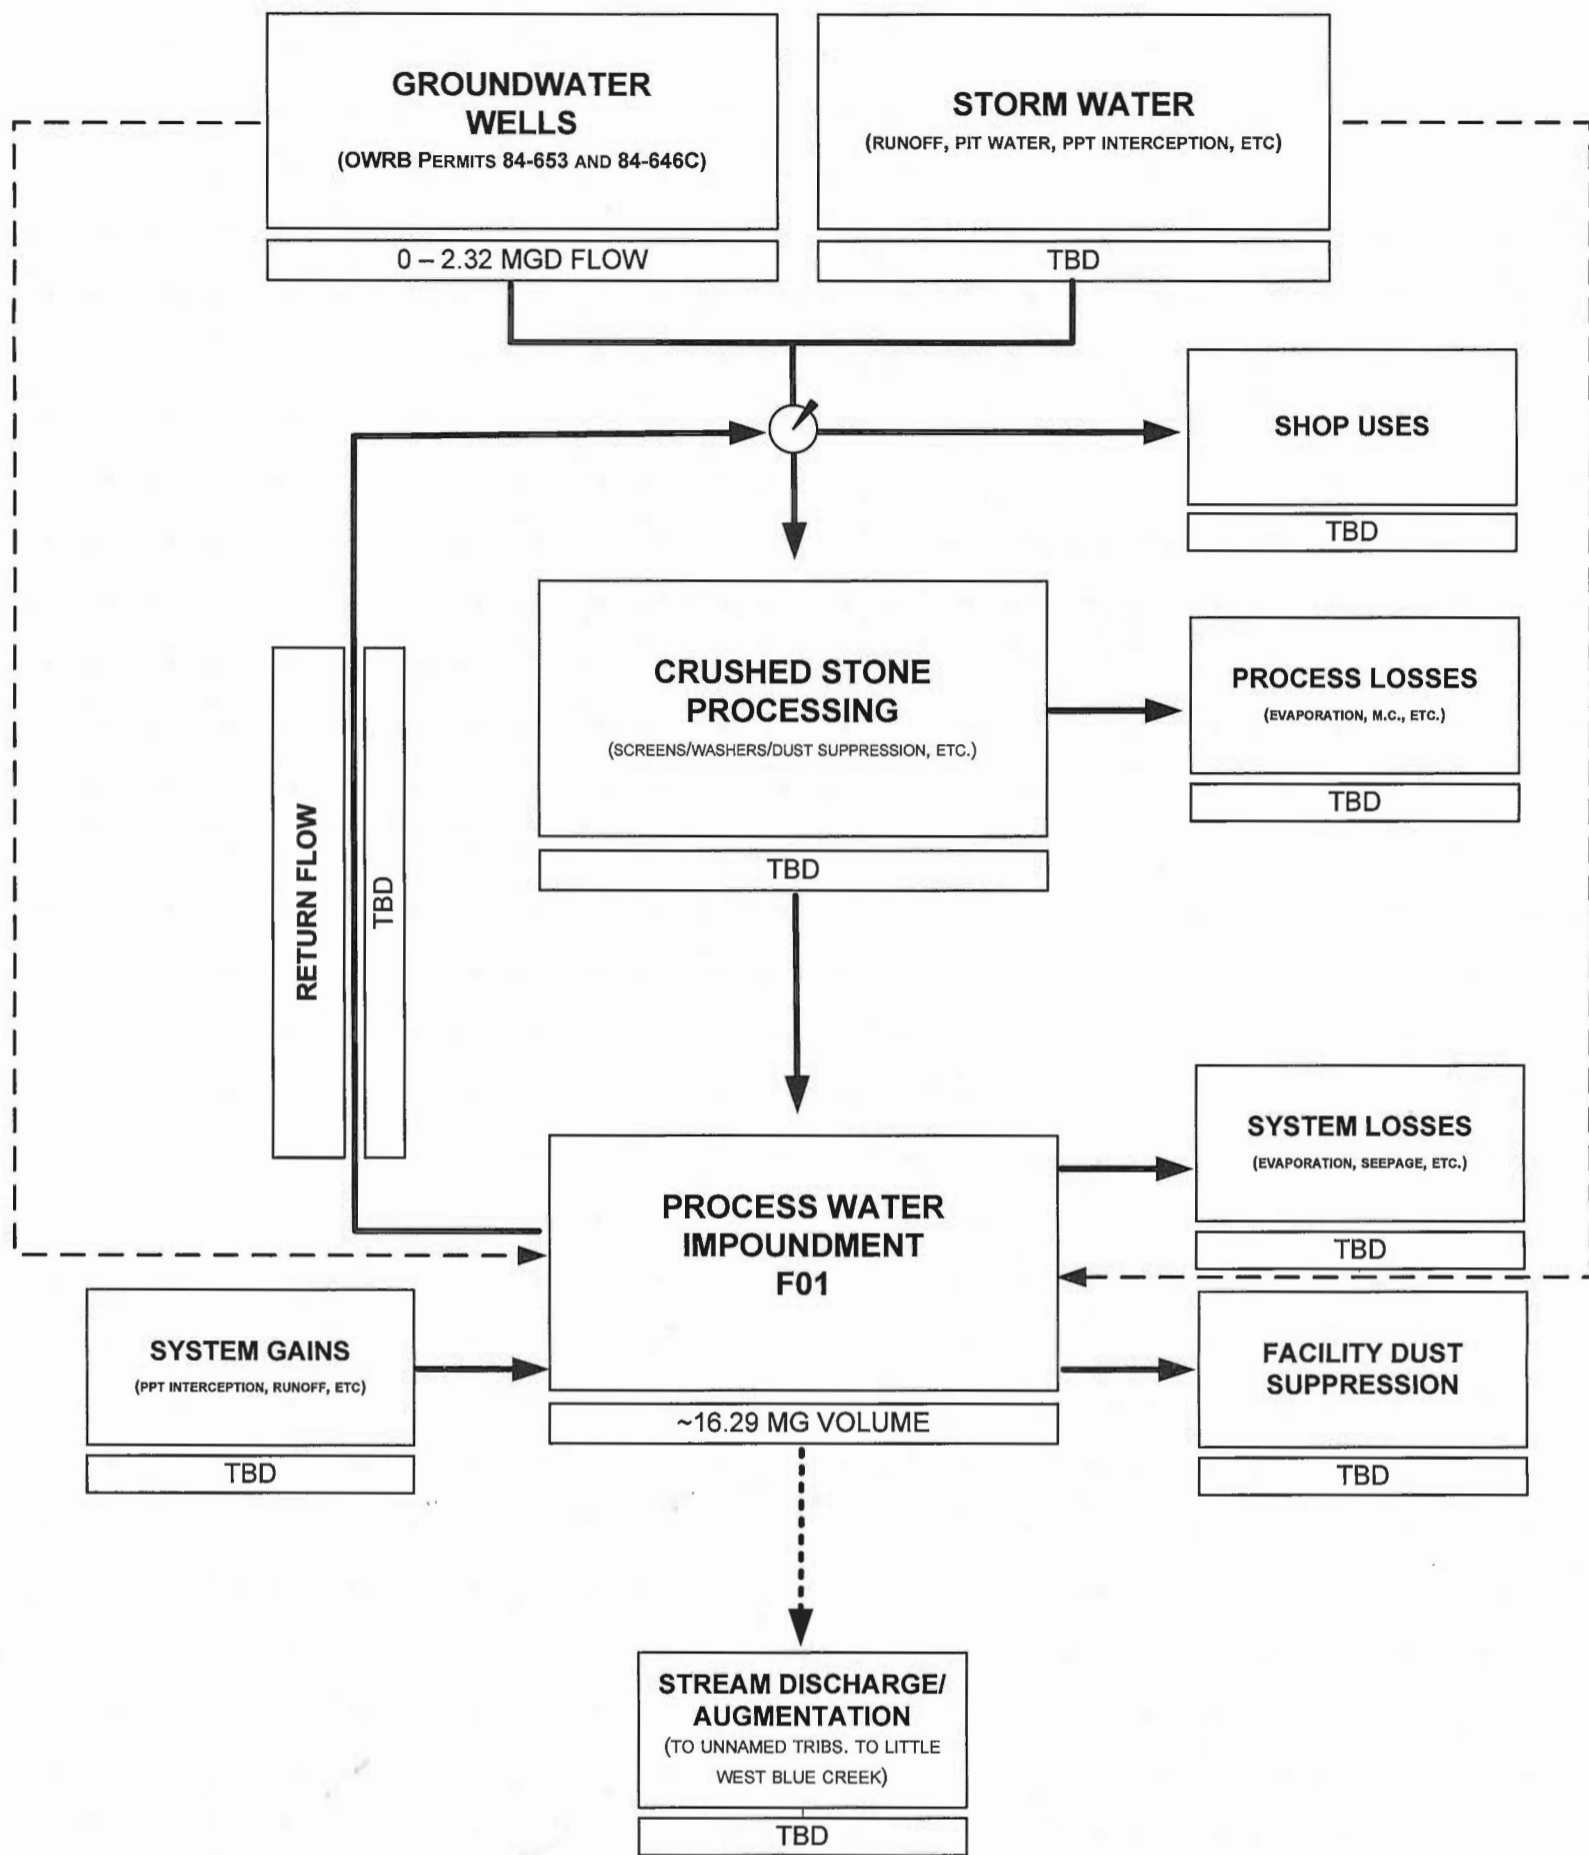 GROUNDWATER
WELLS
(OWRB PERMITS 84-653 AND 84-646C)
0 – 2.32 MGD FLOW
STORM WATER
(RUNOFF, PIT WATER, PPT INTERCEPTION, ETC)
TBD
SHOP USES
TBD
CRUSHED STONE
PROCESSING
(SCREENS/WASHERS/DUST SUPPRESSION, ETC.)
TBD
PROCESS LOSSES
(EVAPORATION, M.C., ETC.)
TBD
RETURN FLOW
TBD
PROCESS WATER
IMPOUNDMENT
F01
~16.29 MG VOLUME
SYSTEM LOSSES
(EVAPORATION, SEEPAGE, ETC.)
TBD
SYSTEM GAINS
(PPT INTERCEPTION, RUNOFF, ETC)
TBD
FACILITY DUST
SUPPRESSION
TBD
STREAM DISCHARGE/
AUGMENTATION
(TO UNNAMED TRIBS. TO LITTLE
WEST BLUE CREEK)
TBD